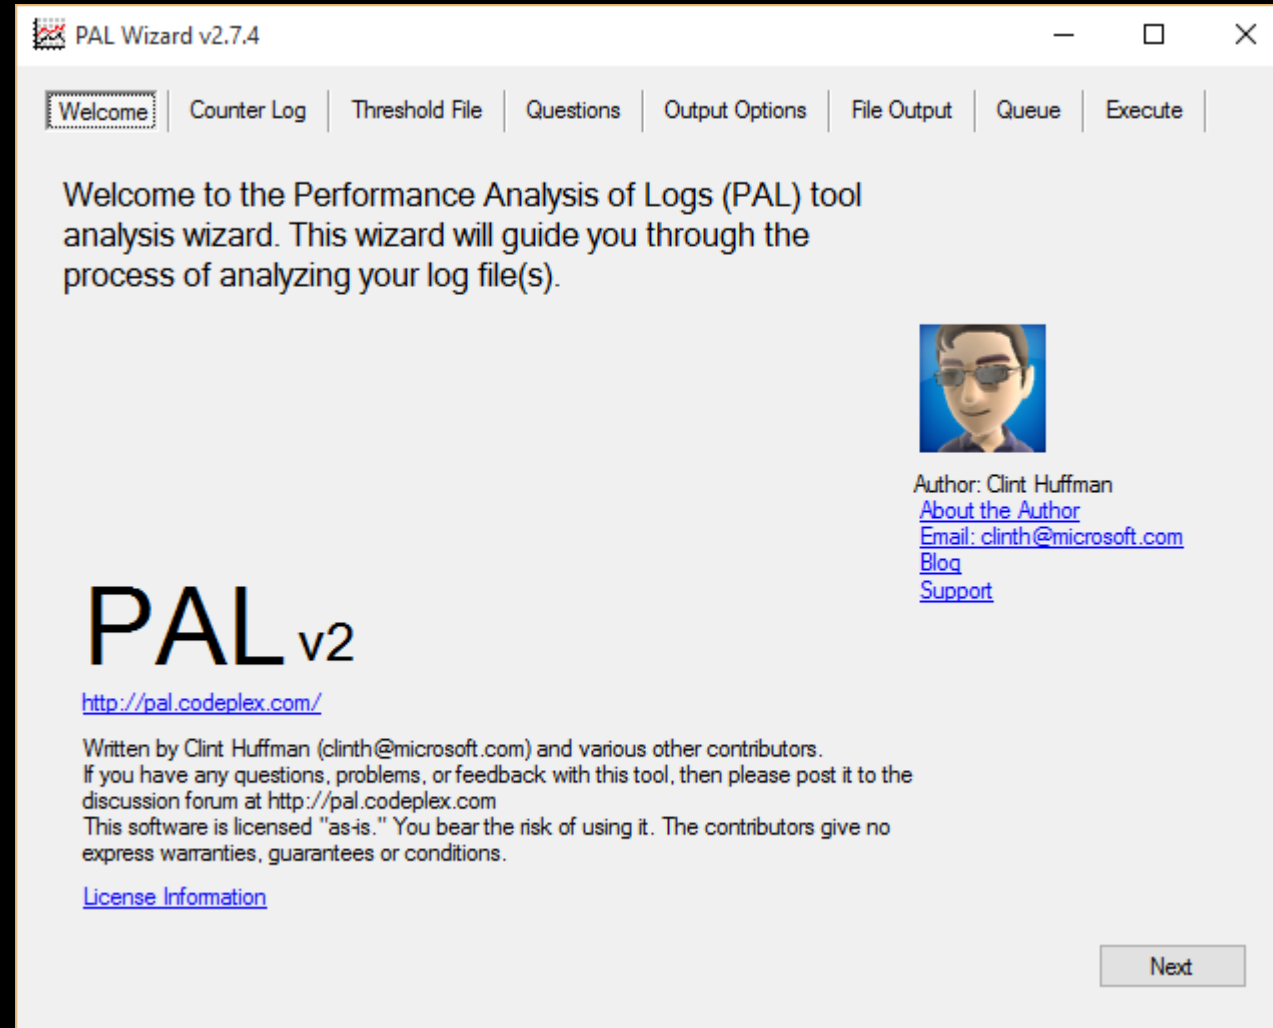 PAL Wizard v2.7.4
Welcome Counter Log Threshold File Questions Output Options File Output Queue Execute
Welcome to the Performance Analysis of Logs (PAL) tool
analysis wizard. This wizard will guide you through the
process of analyzing your log file(s).
Author: Clint Huffman
About the Author
Email: clinth@microsoft.com
Blog
Support
PAL v2
http://pal.codeplex.com/
Written by Clint Huffman (clinth@microsoft.com) and various other contributors.
If you have any questions, problems, or feedback with this tool, then please post it to the
discussion forum at http://pal.codeplex.com
This software is licensed "as-is." You bear the risk of using it. The contributors give no
express warranties, guarantees or conditions.
License Information
Next